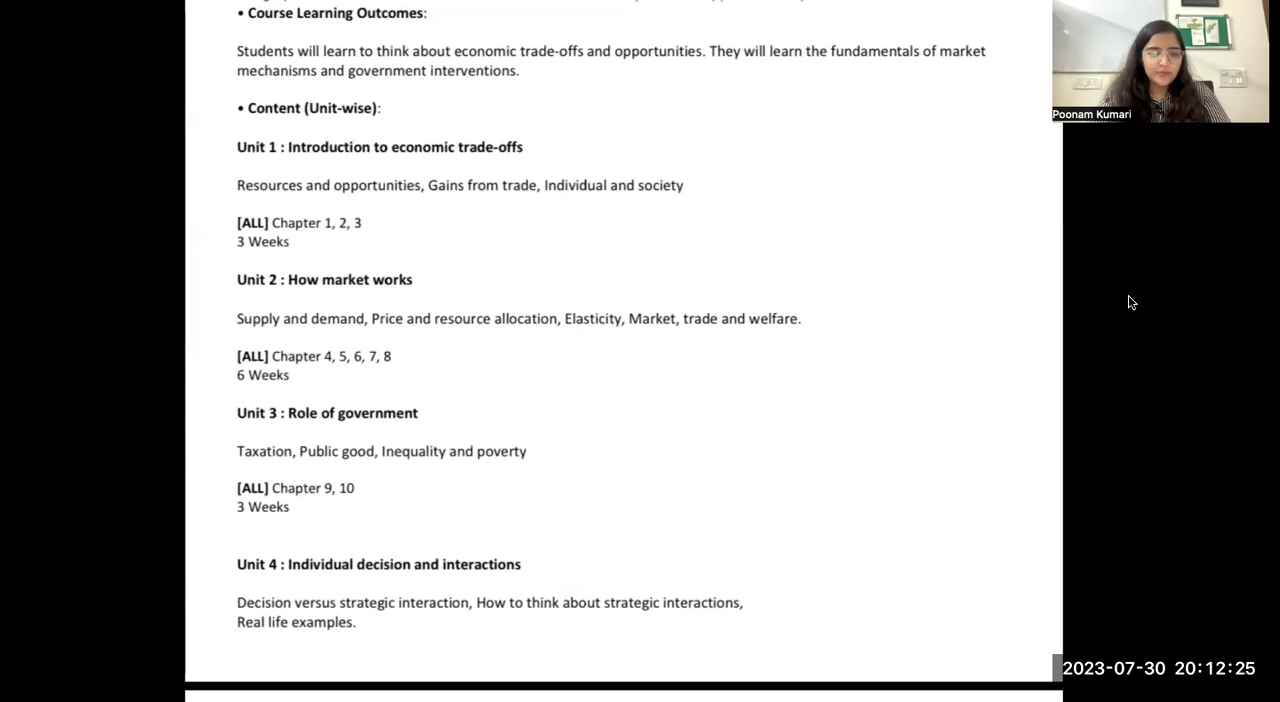 • Course Learning Outcomes:
Students will learn to think about economic trade-offs and opportunities. They will learn the fundamentals of market
mechanisms and government interventions.
• Content (Unit-wise):
Unit 1 : Introduction to economic trade-offs
Resources and opportunities, Gains from trade, Individual and society
[ALL] Chapter 1, 2, 3
3 Weeks
Unit 2 : How market works
Supply and demand, Price and resource allocation, Elasticity, Market, trade and welfare.
[ALL] Chapter 4, 5, 6, 7, 8
6 Weeks
Unit 3 : Role of government
Taxation, Public good, Inequality and poverty
[ALL] Chapter 9, 10
3 Weeks
Unit 4 : Individual decision and interactions
Decision versus strategic interaction, How to think about strategic interactions,
Real life examples.
Poonam Kumari
2023-07-30 20:12:25